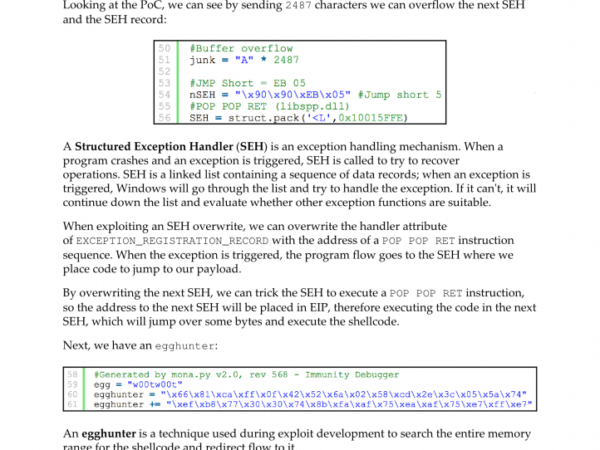 Looking at the PoC, we can see by sending 2487 characters we can overflow the next SEH
and the SEH record:
50 #Buffer overflow
51 junk = "A" * 2487
52
53 #JMP Short = EB 05
54 nSEH = "\x90\x90\xEB\x05" #Jump short 5
55 #POP POP RET (libspp.dll)
56 SEH = struct.pack('<L',0x10015FFE)
A Structured Exception Handler (SEH) is an exception handling mechanism. When a
program crashes and an exception is triggered, SEH is called to try to recover
operations. SEH is a linked list containing a sequence of data records; when an exception is
triggered, Windows will go through the list and try to handle the exception. If it can't, it will
continue down the list and evaluate whether other exception functions are suitable.
When exploiting an SEH overwrite, we can overwrite the handler attribute
of EXCEPTION_REGISTRATION_RECORD with the address of a POP POP RET instruction
sequence. When the exception is triggered, the program flow goes to the SEH where we
place code to jump to our payload.
By overwriting the next SEH, we can trick the SEH to execute a POP POP RET instruction,
so the address to the next SEH will be placed in EIP, therefore executing the code in the next
SEH, which will jump over some bytes and execute the shellcode.
Next, we have an egghunter:
58 #Generated by mona.py v2.0, rev 568 - Immunity Debugger
59 egg = "w00tw00t"
60 egghunter = "\x66\x81\xca\xff\x0f\x42\x52\x6a\x02\x58\xcd\x2e\x3c\x05\x5a\x74"
61 egghunter += "\xef\xb8\x77\x30\x30\x74\x8b\xfa\xaf\x75\xea\xaf\x75\xe7\xff\xe7"
An egghunter is a technique used during exploit development to search the entire memory
range for the shellcode and redirect flow to it.